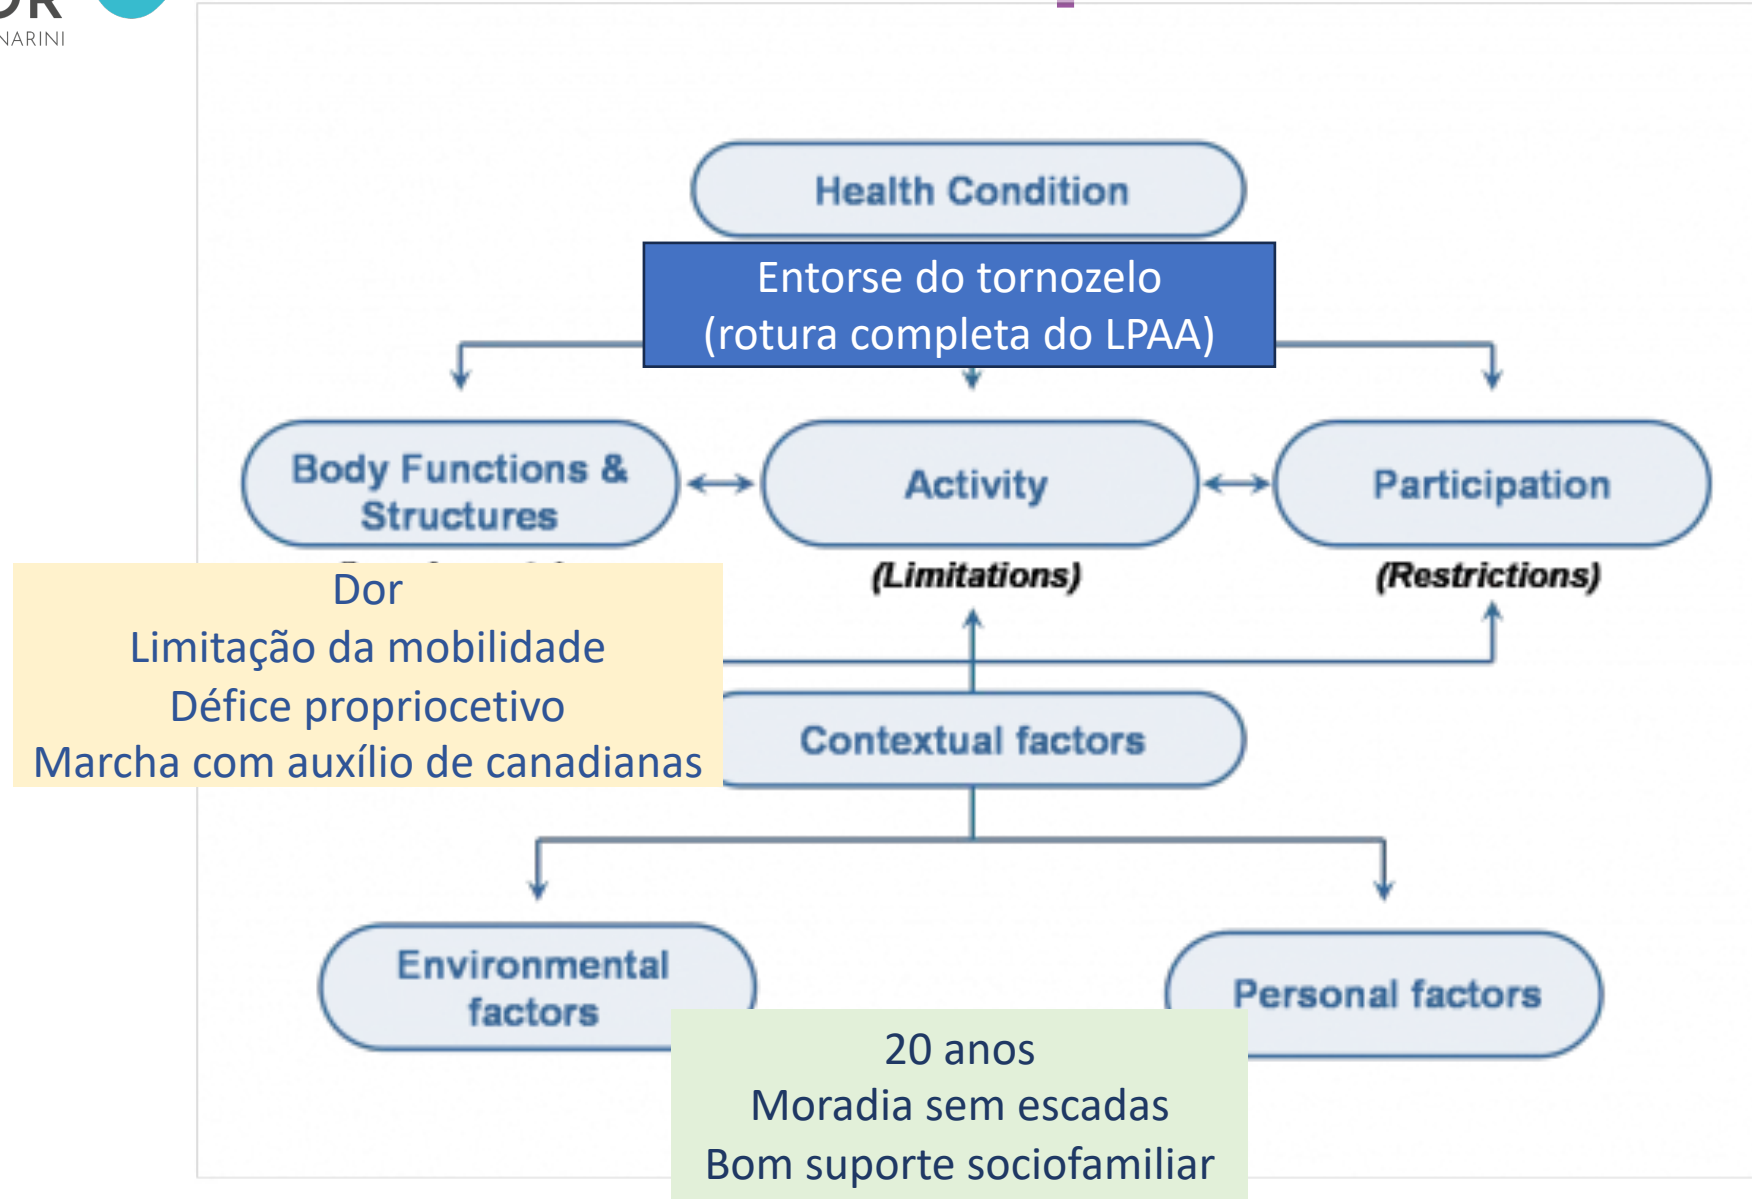 NARINI
Health Condition
Entorse do tornozelo
(rotura completa do LPAA)
Body Functions &
Structures
Activity
Participation
(Limitations)
(Restrictions)
Dor
Limitação da mobilidade
Défice propriocetivo
Marcha com auxílio de canadianas
Contextual factors
Environmental
factors
Personal factors
20 anos
Moradia sem escadas
Bom suporte sociofamiliar